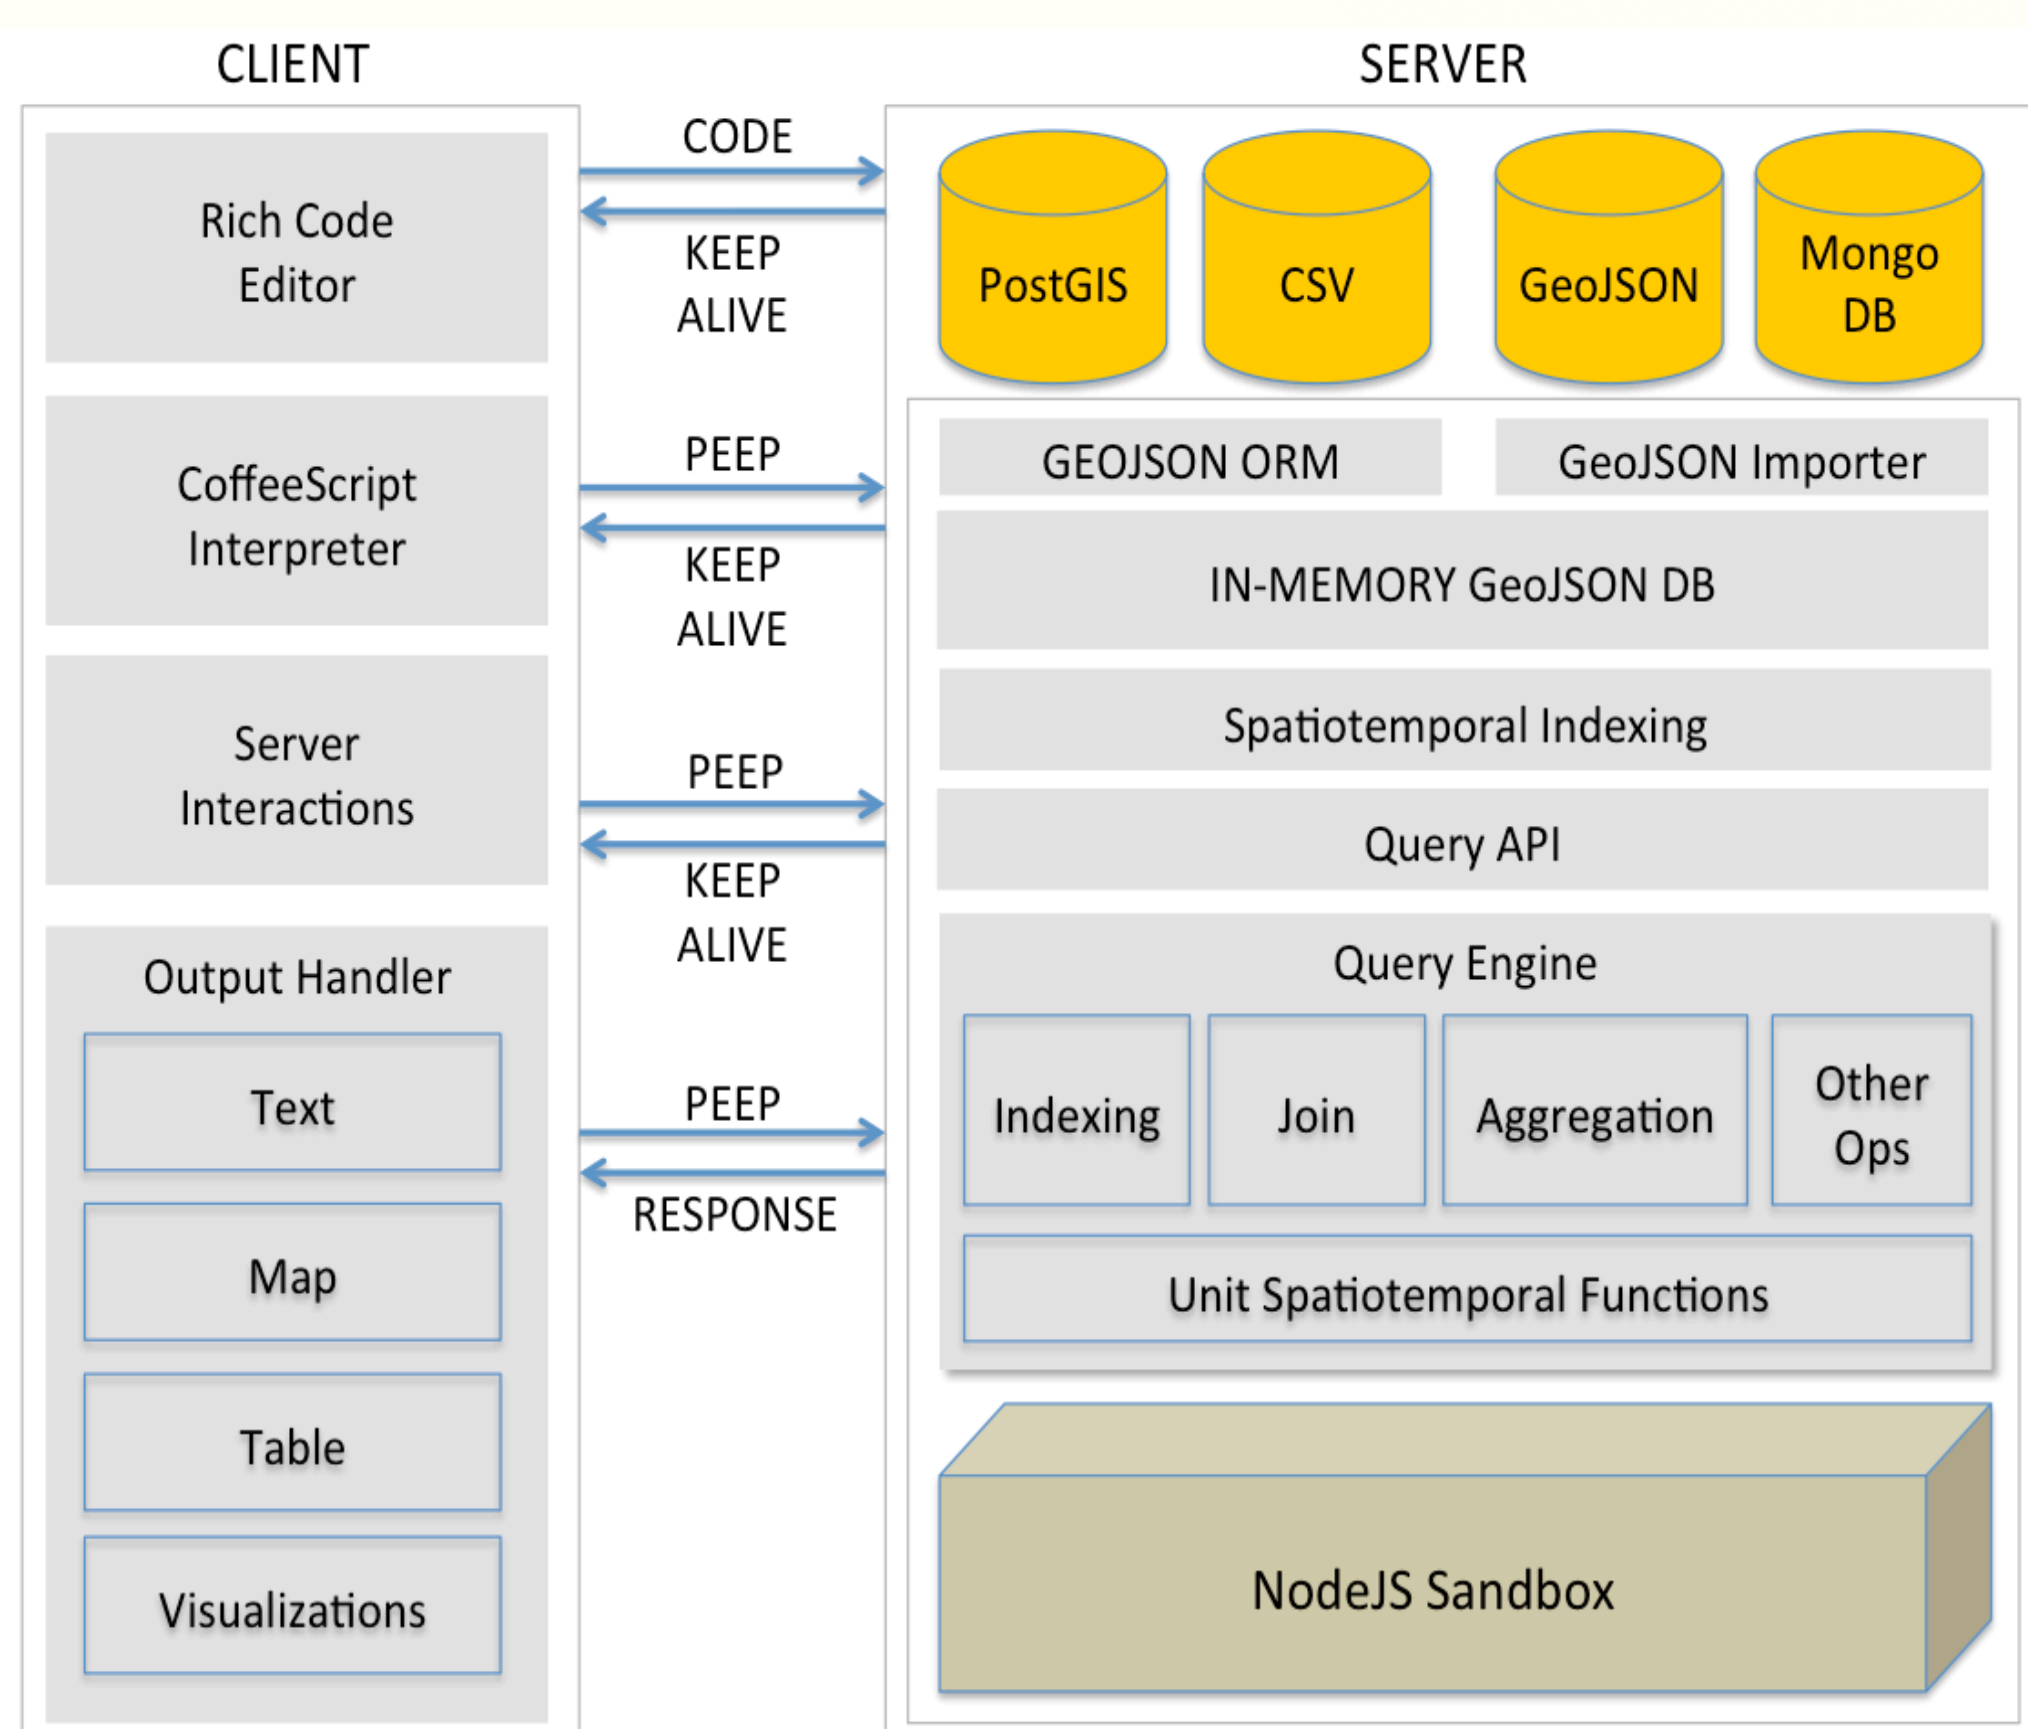 CLIENT
Rich Code
Editor
CoffeeScript
Interpreter
Server
Interactions
Output Handler
Text
Map
Table
Visualizations
CODE
KEEP
ALIVE
PEEP
KEEP
ALIVE
PEEP
KEEP
ALIVE
PEEP
RESPONSE
SERVER
PostGIS
CSV
GeoJSON
Mongo
DB
GEOJSON ORM
GeoJSON Importer
IN-MEMORY GeoJSON DB
Spatiotemporal Indexing
Query API
Query Engine
Indexing
Join
Aggregation
Other
Ops
Unit Spatiotemporal Functions
NodeJS Sandbox